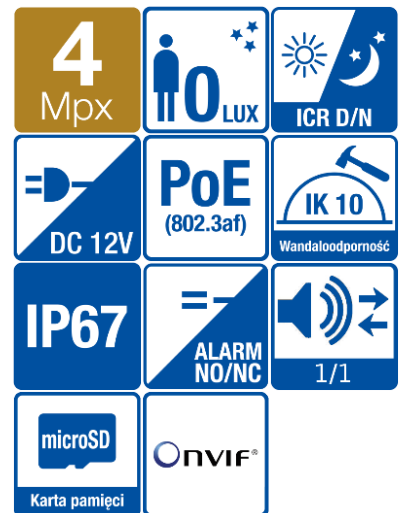 4
Mpx
0 LUX
ICR D/N
DC 12V
PoE
(802.3af)
IK 10
Wandaloodporność
IP67
ALARM
NO/NC
1/1
microSD
Karta pamięci
ONVIF®